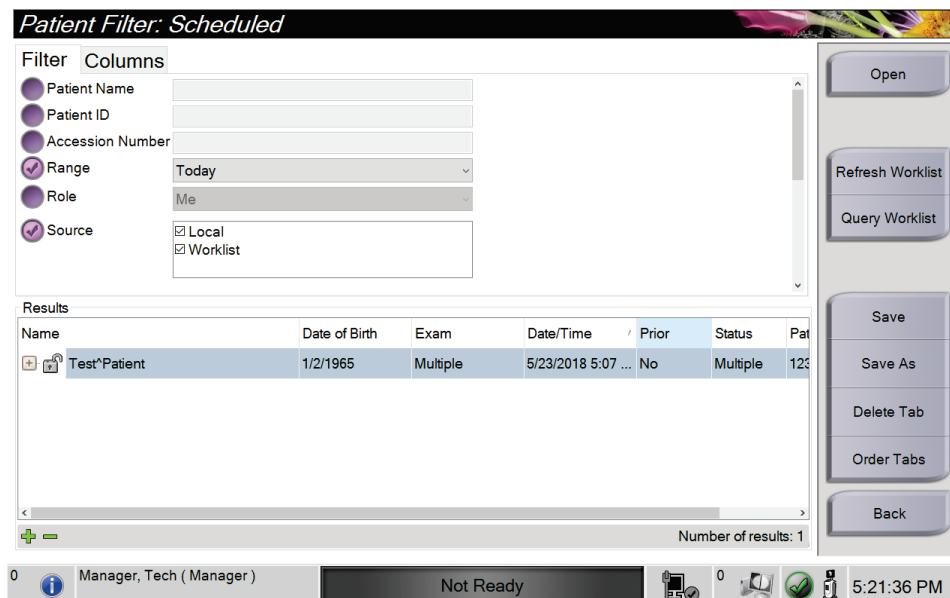 Patient Filter: Scheduled
Filter Columns
Patient Name
Patient ID
Accession Number
Range Today
Role Me
Source Local
Worklist
Open
Refresh Worklist
Query Worklist
Save
Save As
Delete Tab
Order Tabs
Back
Results
Name Date of Birth Exam Date/Time Prior Status Pat
Test^Patient 1/2/1965 Multiple 5/23/2018 5:07 ... No Multiple 123
Number of results: 1
0 Manager, Tech ( Manager ) Not Ready 0 5:21:36 PM